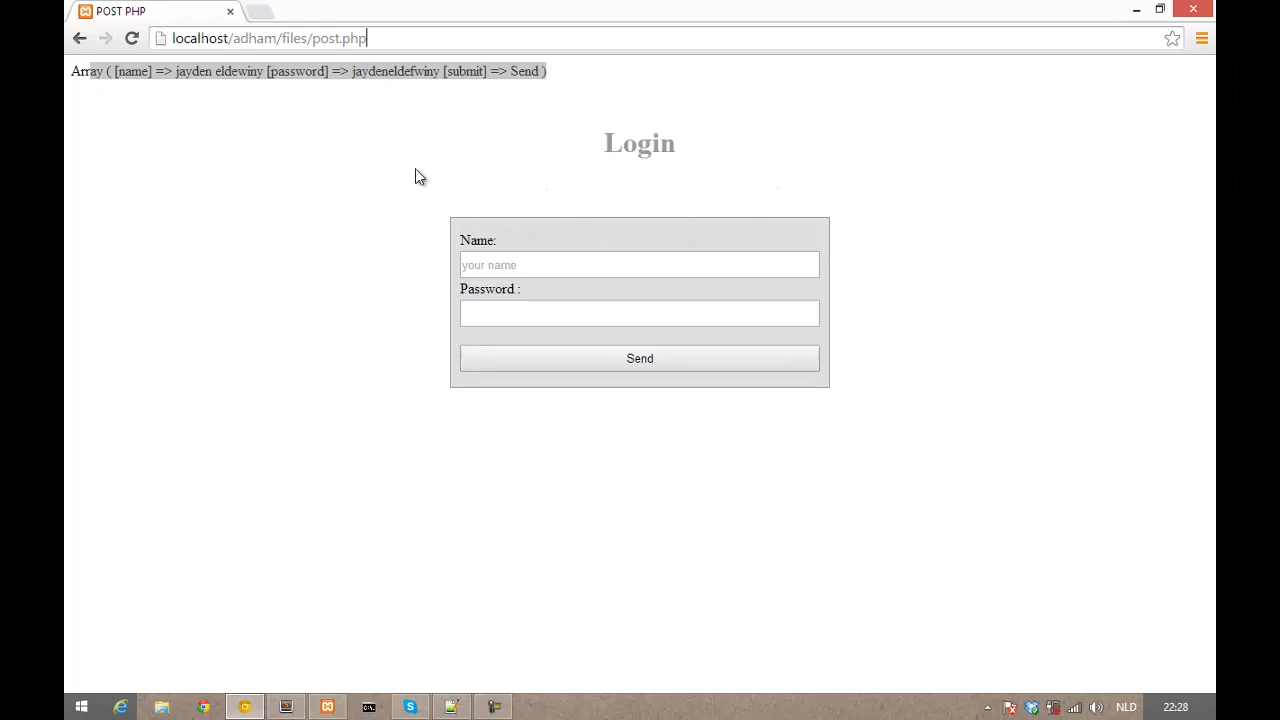 POST PHP
localhost/adham/files/post.php
Array ( [name] => jayden eldewiny [password] => jaydeneldefwiny [submit] => Send )
Login
Name:
your name
Password :
Send
NLD
22:28